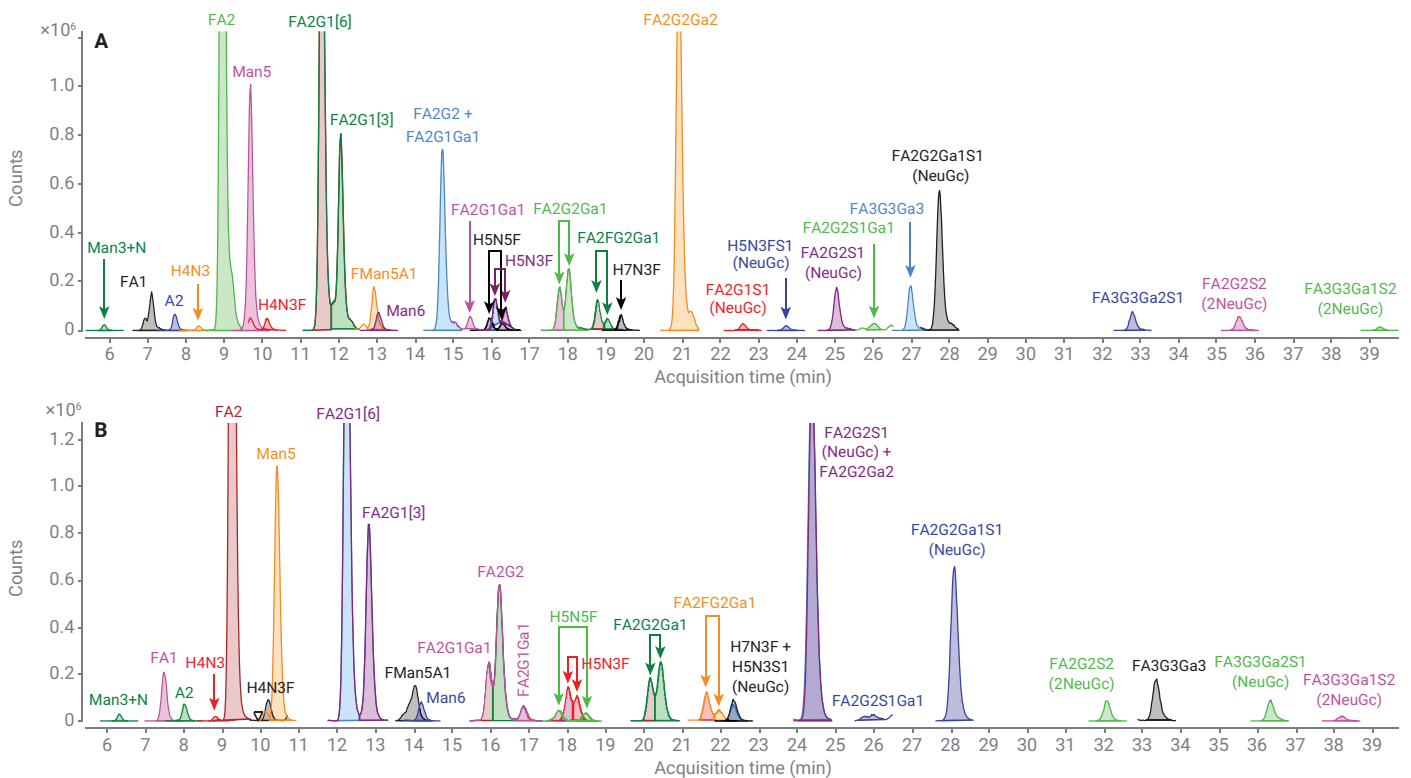 ×10⁶
A
FA2
FA2G1[6]
FA2G2Ga2
Man5
FA2G1[3]
FA2G2 +
FA2G1Ga1
FA2G2Ga1S1
(NeuGc)
FA2G1Ga1
FA2G2Ga1
FA3G3Ga3
FA2G2S1Ga1
Man3+N
H5N5F
FA2FG2Ga1
H5N3FS1
(NeuGc)
FA2G2S1
(NeuGc)
FA1
H4N3
FMan5A1
H5N3F
H7N3F
A2
H4N3F
Man6
FA2G1S1
(NeuGc)
FA3G3Ga2S1
FA2G2S2
(2NeuGc)
FA3G3Ga1S2
(2NeuGc)
Counts
1.0
0.8
0.6
0.4
0.2
0
6 7 8 9 10 11 12 13 14 15 16 17 18 19 20 21 22 23 24 25 26 27 28 29 30 31 32 33 34 35 36 37 38 39
Acquisition time (min)
×10⁶
B
FA2
FA2G1[6]
FA2G2S1
(NeuGc) +
FA2G2Ga2
Man5
FA2G1[3]
FA2G2Ga1S1
(NeuGc)
FA2G2
FA2G1Ga1
FA2G1Ga1
H5N5F
FA2G2Ga1
FA2FG2Ga1
FA1
H4N3
H4N3F
FMan5A1
H5N3F
H7N3F +
H5N3S1
(NeuGc)
Man3+N
A2
Man6
FA2G2S1Ga1
FA2G2S2
(2NeuGc)
FA3G3Ga3
FA3G3Ga2S1
(NeuGc)
FA3G3Ga1S2
(2NeuGc)
Counts
1.2
1.0
0.8
0.6
0.4
0.2
0
6 7 8 9 10 11 12 13 14 15 16 17 18 19 20 21 22 23 24 25 26 27 28 29 30 31 32 33 34 35 36 37 38 39
Acquisition time (min)